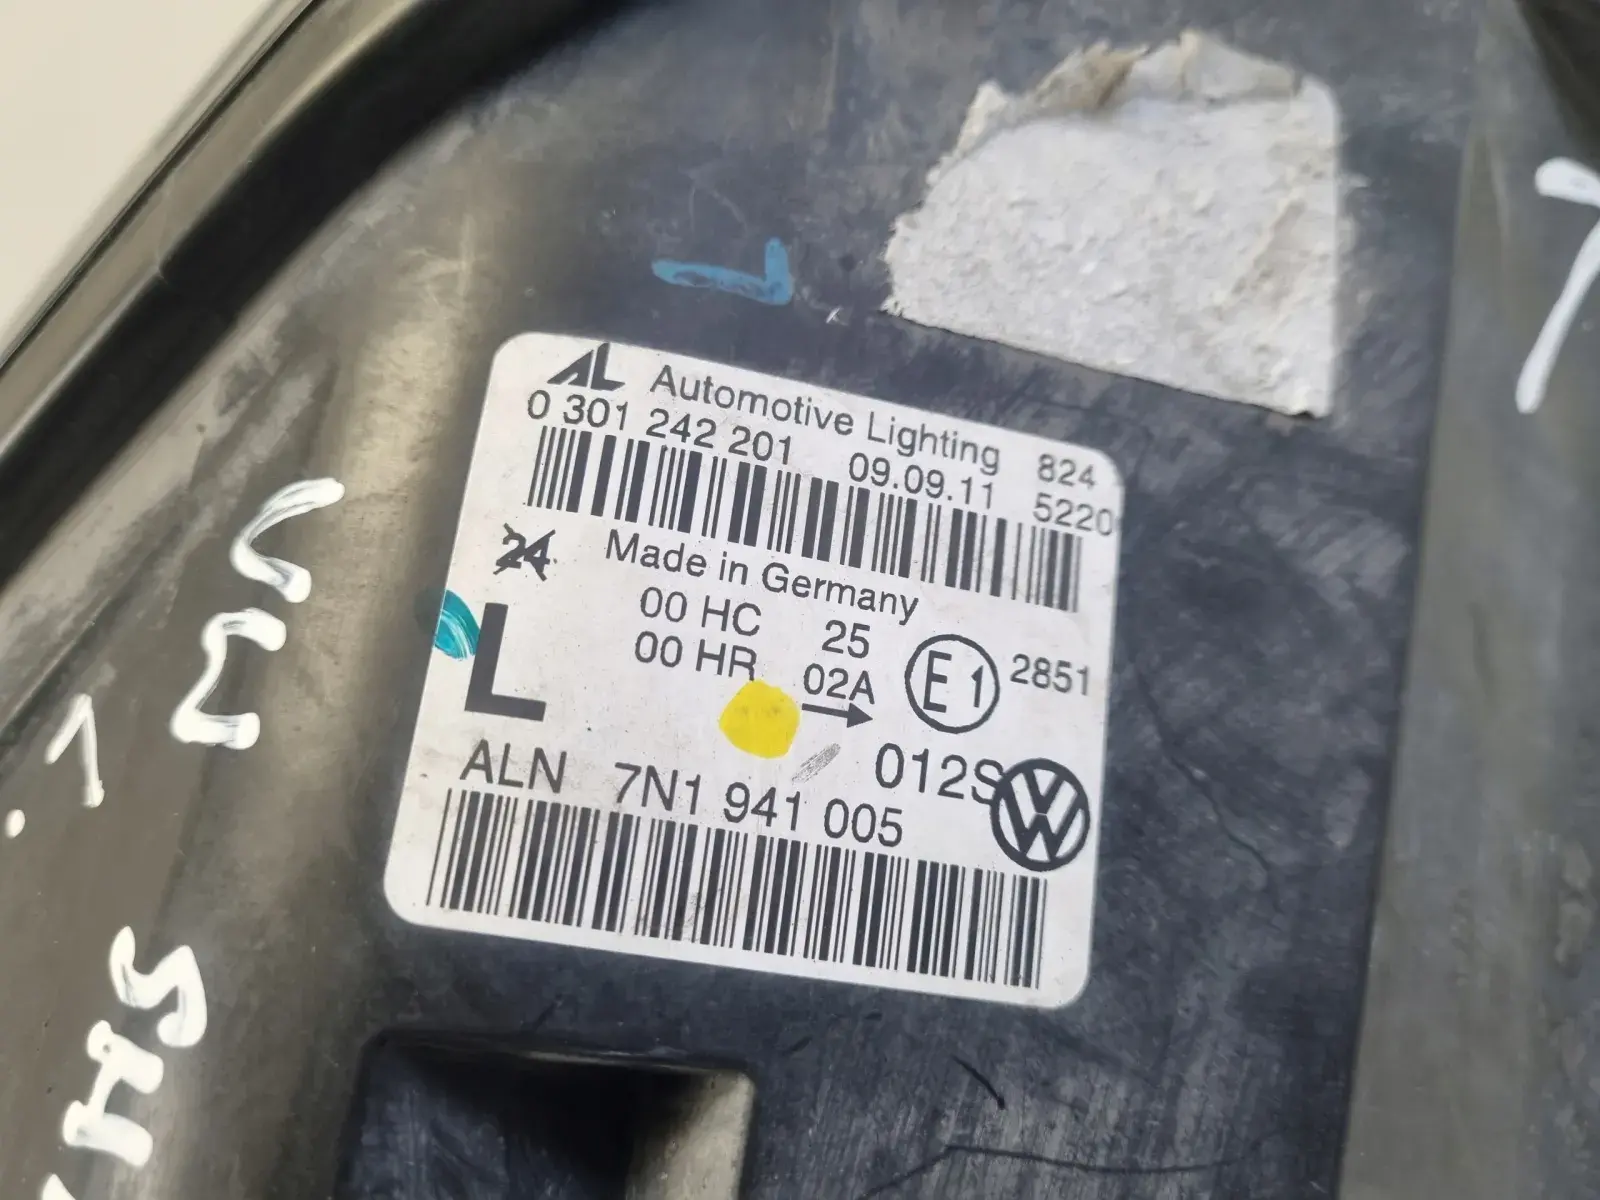 AL Automotive Lighting 824
0 301 242 201 09.09.11 5220
24 Made in Germany
00 HC 25
00 HR 02A E1 2851
L
012S VW
ALN 7N1 941 005